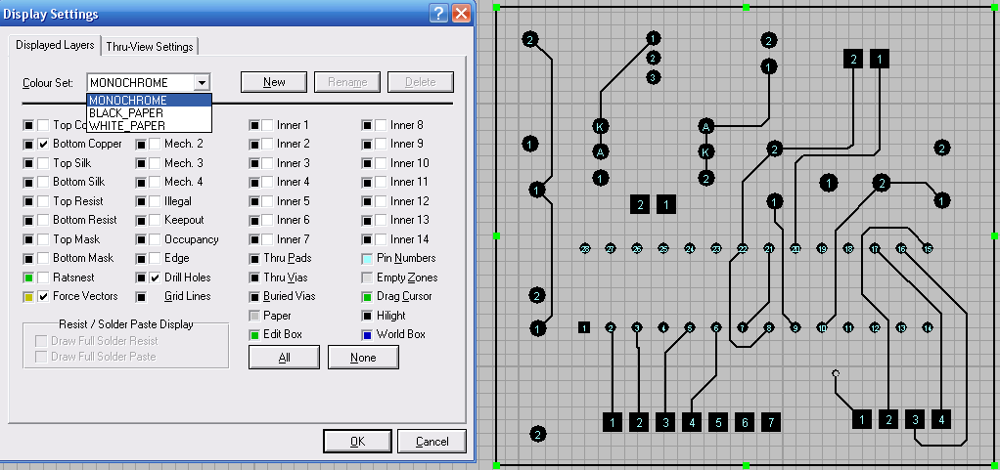 Display Settings
Displayed Layers
Thru-View Settings
Colour Set:
MONOCHROME
New
Rename
Delete
MONOCHROME
BLACK_PAPER
WHITE_PAPER
Top Co
Inner 1
Inner 8
Bottom Copper
Mech. 2
Inner 2
Inner 9
Top Silk
Mech. 3
Inner 3
Inner 10
Bottom Silk
Mech. 4
Inner 4
Inner 11
Top Resist
Illegal
Inner 5
Inner 12
Bottom Resist
Keepout
Inner 6
Inner 13
Top Mask
Occupancy
Inner 7
Inner 14
Bottom Mask
Edge
Thru Pads
Pin Numbers
Ratsnest
Drill Holes
Thru Vias
Empty Zones
Force Vectors
Grid Lines
Buried Vias
Drag Cursor
Paper
Hilight
Edit Box
World Box
Resist / Solder Paste Display
Draw Full Solder Resist
Draw Full Solder Paste
All
None
OK
Cancel
2 1 2
2
3
1
2 1
K A
2 A K 2 2
1 2
1 1 2 1 1
2 1
28 27 26 25 24 23 22 21 20 19 18 17 16 15
2
1 1 2 3 4 5 6 7 8 9 10 11 12 13 14
1 2 3 4 5 6 7
1 2 3 4
2